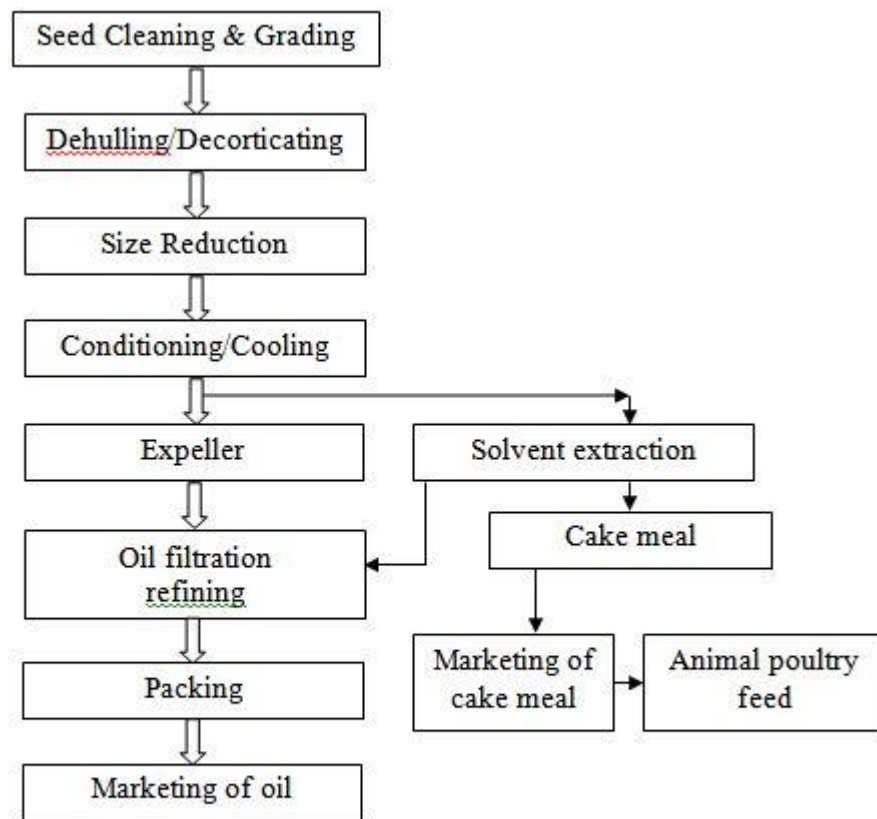 Seed Cleaning & Grading
Dehulling/Decorticating
Size Reduction
Conditioning/Cooling
Expeller
Solvent extraction
Cake meal
Oil filtration
refining
Marketing of
cake meal
Animal poultry
feed
Packing
Marketing of oil